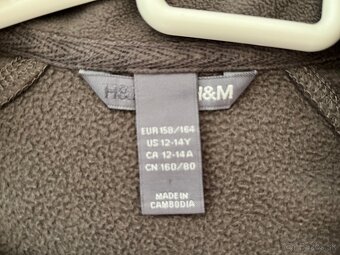 H&M
EUR 158/164
US 12-14Y
CA 12-14A
CN 160/80
MADE IN
CAMBODIA